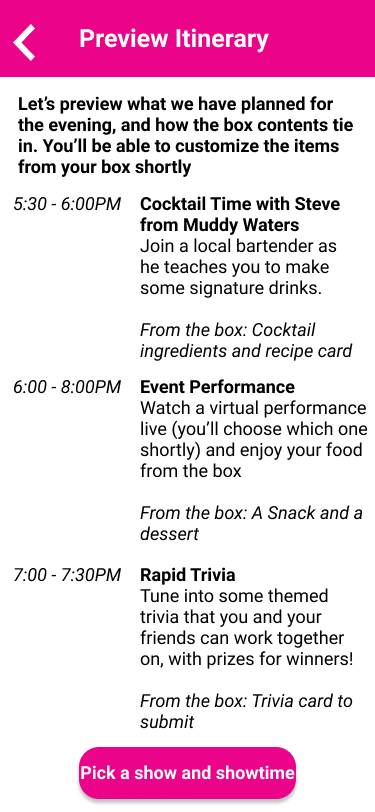 Preview Itinerary
Let’s preview what we have planned for
the evening, and how the box contents tie
in. You’ll be able to customize the items
from your box shortly
5:30 - 6:00PM Cocktail Time with Steve
from Muddy Waters
Join a local bartender as
he teaches you to make
some signature drinks.
From the box: Cocktail
ingredients and recipe card
6:00 - 8:00PM Event Performance
Watch a virtual performance
live (you’ll choose which one
shortly) and enjoy your food
from the box
From the box: A Snack and a
dessert
7:00 - 7:30PM Rapid Trivia
Tune into some themed
trivia that you and your
friends can work together
on, with prizes for winners!
From the box: Trivia card to
submit
Pick a show and showtime